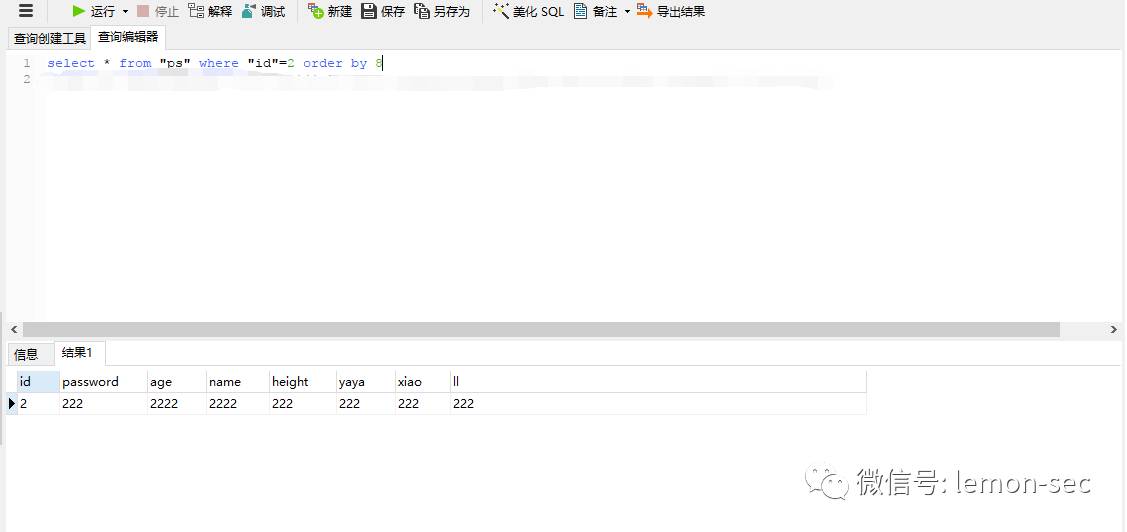 运行 停止 解释 调试 新建 保存 另存为 美化 SQL 备注 导出结果
查询创建工具 查询编辑器
1 select * from "ps" where "id"=2 order by 8
2
信息 结果1
id password age name height yaya xiao ll
2 222 2222 2222 222 222 222 222
微信号: lemon-sec